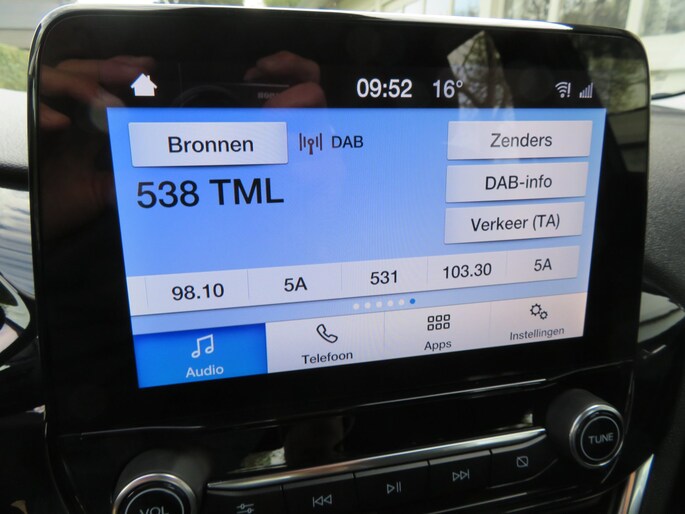 09:52 16°
Bronnen
DAB
Zenders
538 TML
DAB-info
Verkeer (TA)
98.10 5A 531 103.30 5A
Audio
Telefoon
Apps
Instellingen
VOL
TUNE